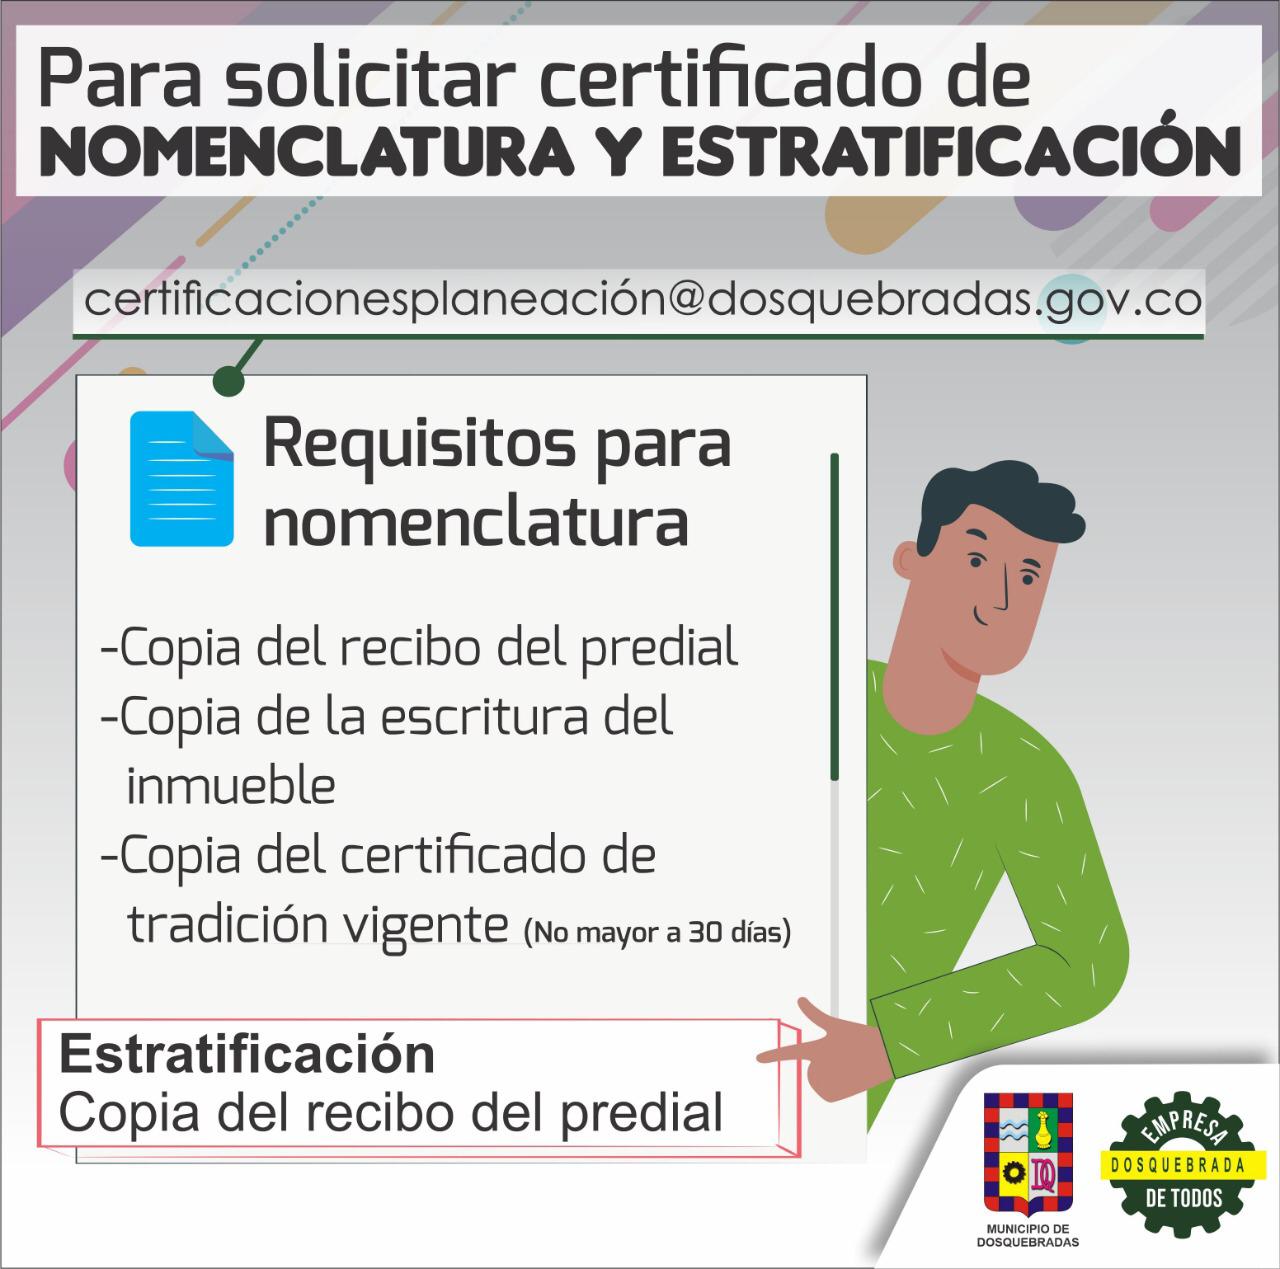 Para solicitar certificado de
NOMENCLATURA Y ESTRATIFICACIÓN
certificacionesplaneación@dosquebradas.gov.co
Requisitos para
nomenclatura
-Copia del recibo del predial
-Copia de la escritura del
inmueble
-Copia del certificado de
tradición vigente (No mayor a 30 días)
Estratificación
Copia del recibo del predial
DQ
MUNICIPIO DE
DOSQUEBRADAS
EMPRESA
DOSQUEBRADA
DE TODOS